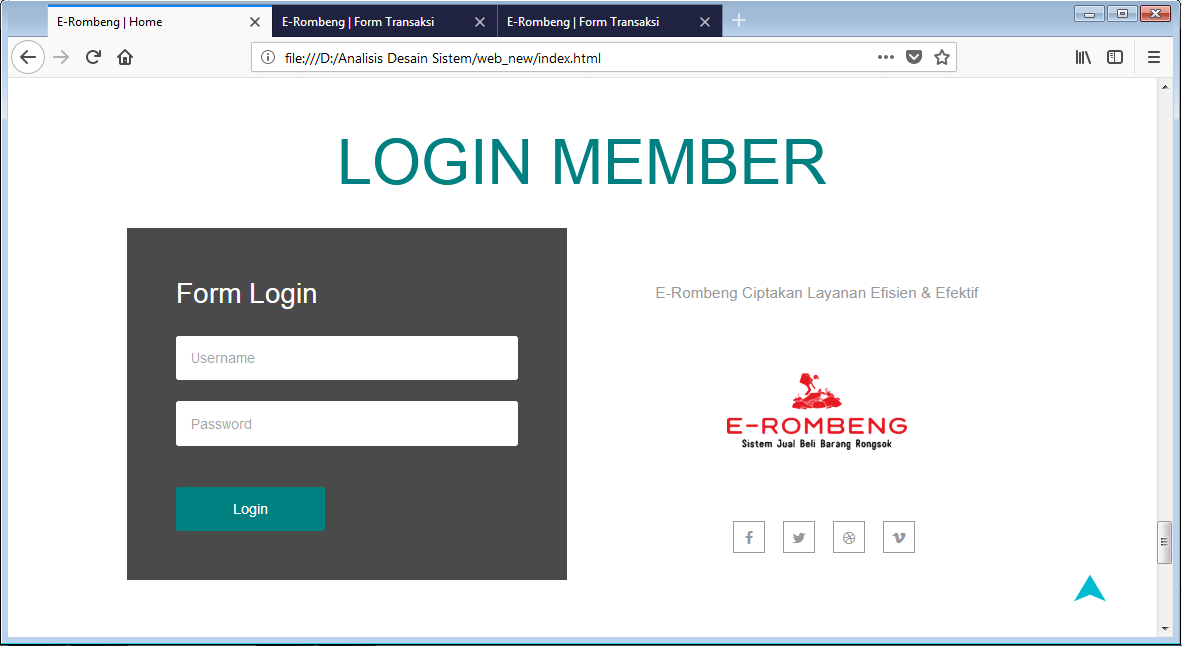 E-Rombeng | Home
E-Rombeng | Form Transaksi
E-Rombeng | Form Transaksi
file:///D:/Analisis Desain Sistem/web_new/index.html
LOGIN MEMBER
Form Login
Username
Password
Login
E-Rombeng Ciptakan Layanan Efisien & Efektif
E-ROMBENG
Sistem Jual Beli Barang Rongsok